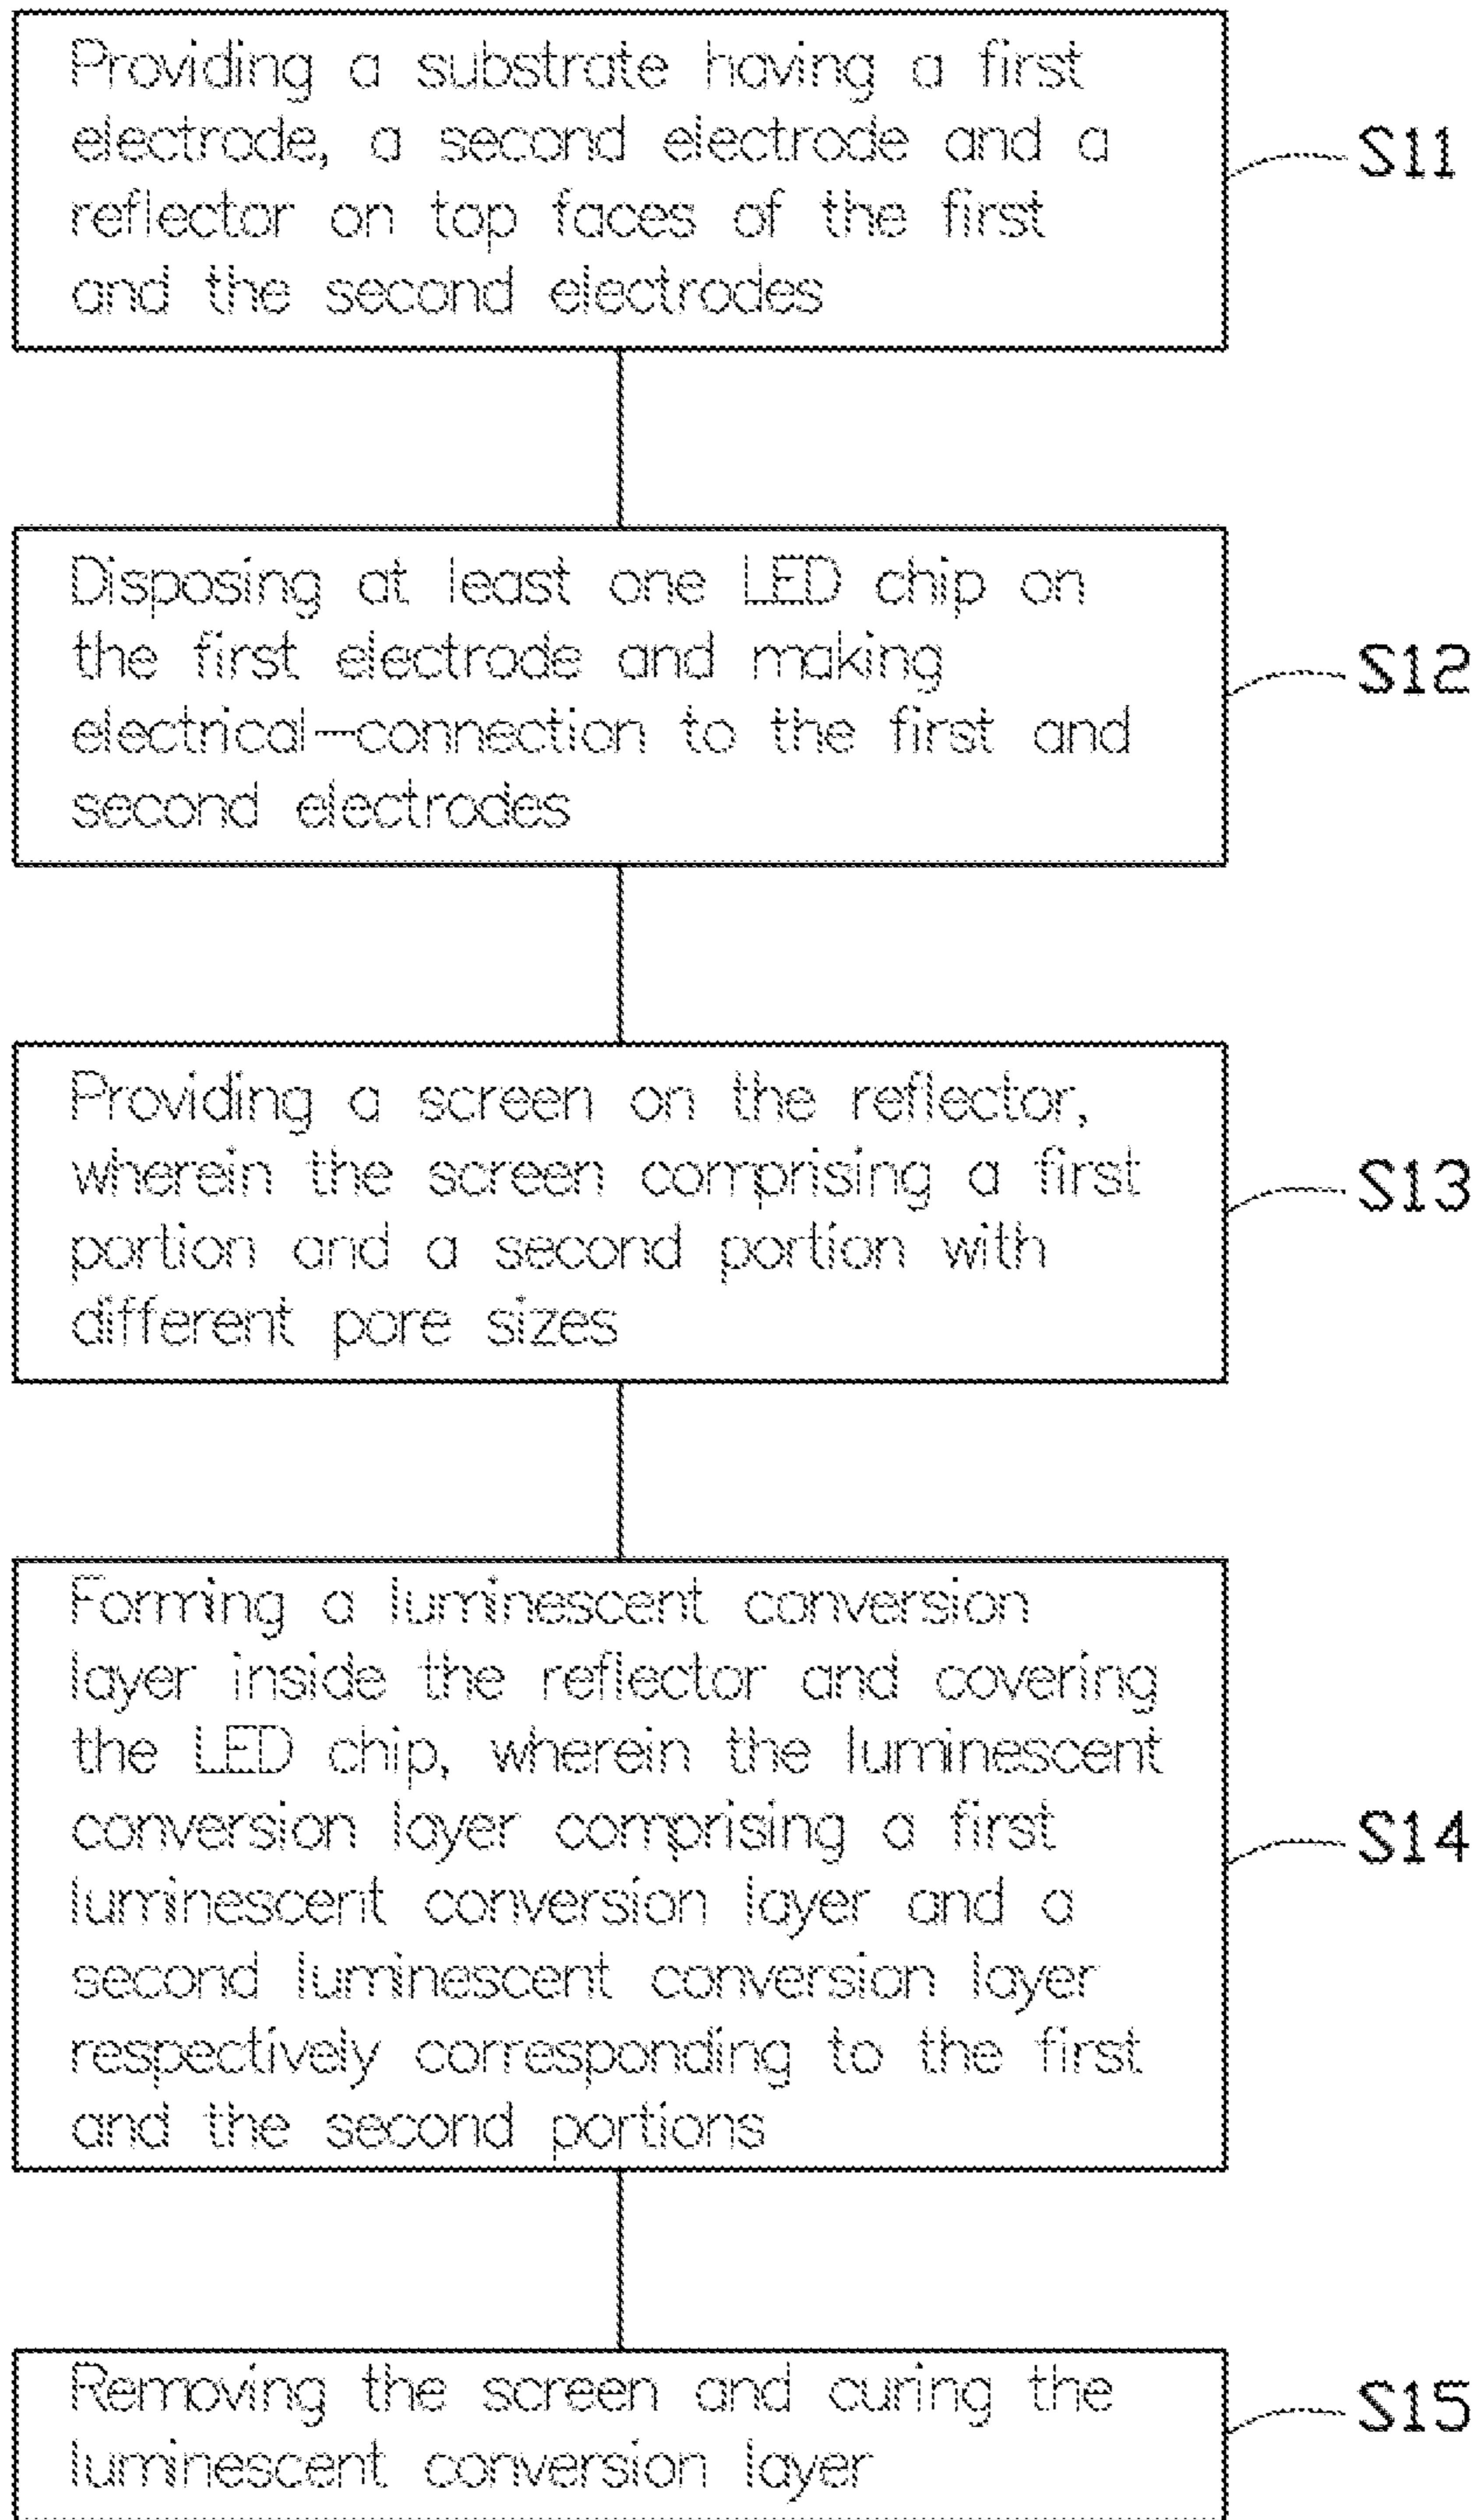 Providing a substrate having a first
electrode, a second electrode and a
reflector on top faces of the first
and the second electrodes
S11
Disposing at least one LED chip on
the first electrode and making
electrical-connection to the first and
second electrodes
S12
Providing a screen on the reflector,
wherein the screen comprising a first
portion and a second portion with
different pore sizes
S13
Forming a luminescent conversion
layer inside the reflector and covering
the LED chip, wherein the luminescent
conversion layer comprising a first
luminescent conversion layer and a
second luminescent conversion layer
respectively corresponding to the first
and the second portions
S14
Removing the screen and curing the
luminescent conversion layer
S15